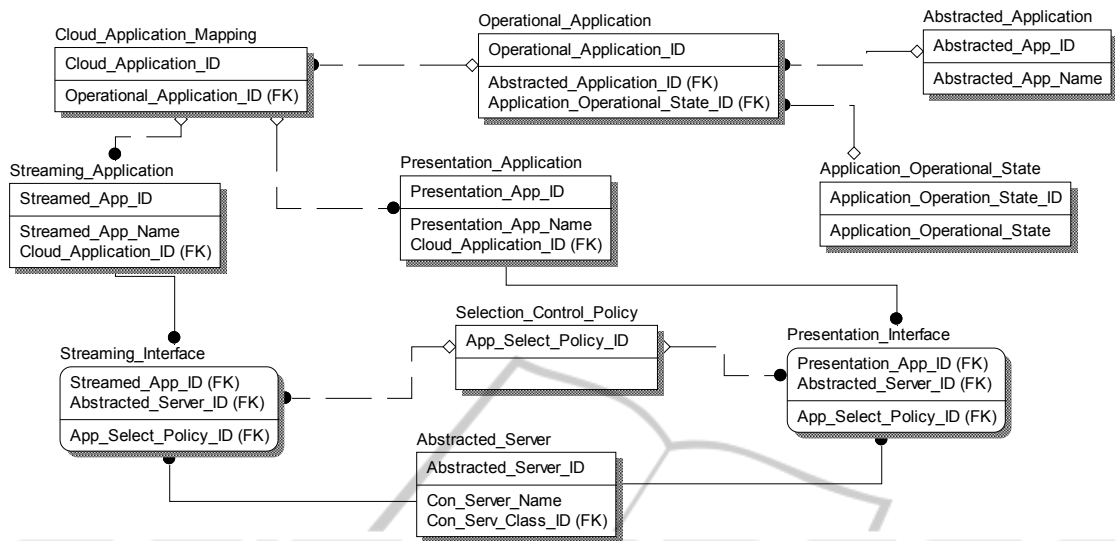 Cloud_Application_Mapping
Cloud_Application_ID
Operational_Application_ID (FK)
Operational_Application
Operational_Application_ID
Abstracted_Application_ID (FK)
Application_Operational_State_ID (FK)
Abstracted_Application
Abstracted_App_ID
Abstracted_App_Name
Streaming_Application
Streamed_App_ID
Streamed_App_Name
Cloud_Application_ID (FK)
Presentation_Application
Presentation_App_ID
Presentation_App_Name
Cloud_Application_ID (FK)
Application_Operational_State
Application_Operation_State_ID
Application_Operational_State
Streaming_Interface
Streamed_App_ID (FK)
Abstracted_Server_ID (FK)
App_Select_Policy_ID (FK)
Selection_Control_Policy
App_Select_Policy_ID
Presentation_Interface
Presentation_App_ID (FK)
Abstracted_Server_ID (FK)
App_Select_Policy_ID (FK)
Abstracted_Server
Abstracted_Server_ID
Con_Server_Name
Con_Serv_Class_ID (FK)